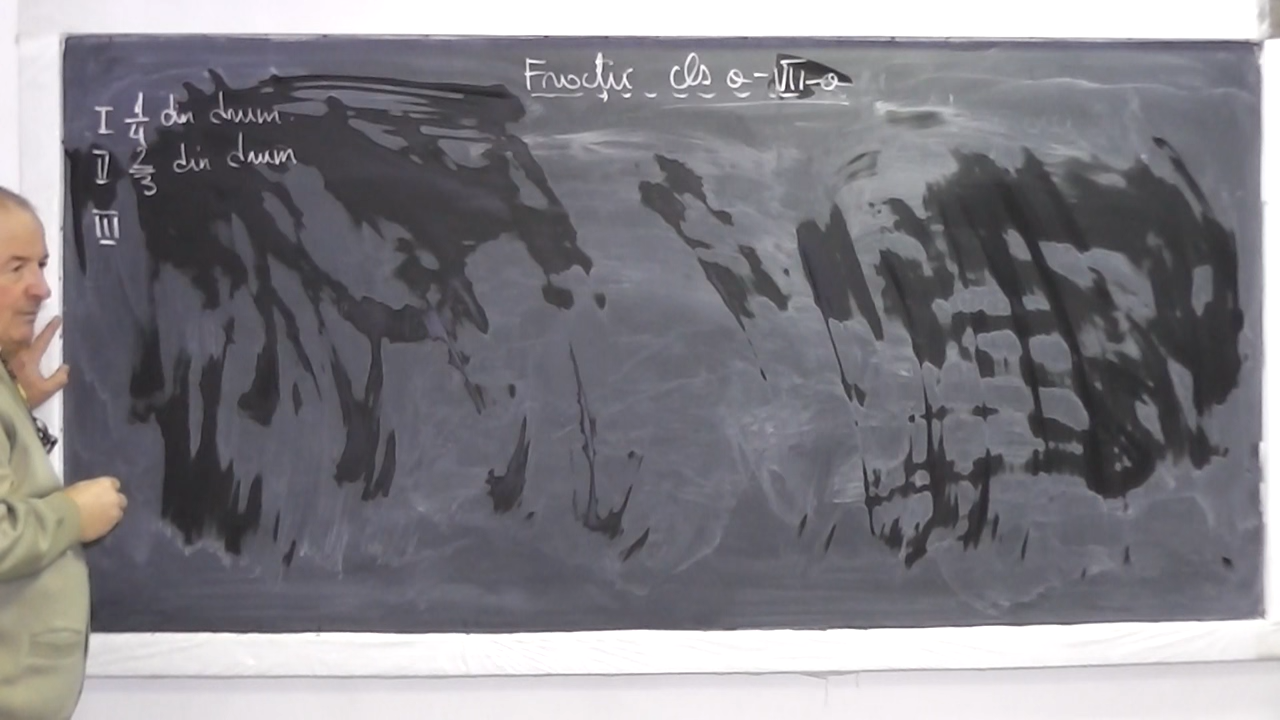 Fracții cls a-VII-a
I 1/4 din drum
II 2/3 din drum
III